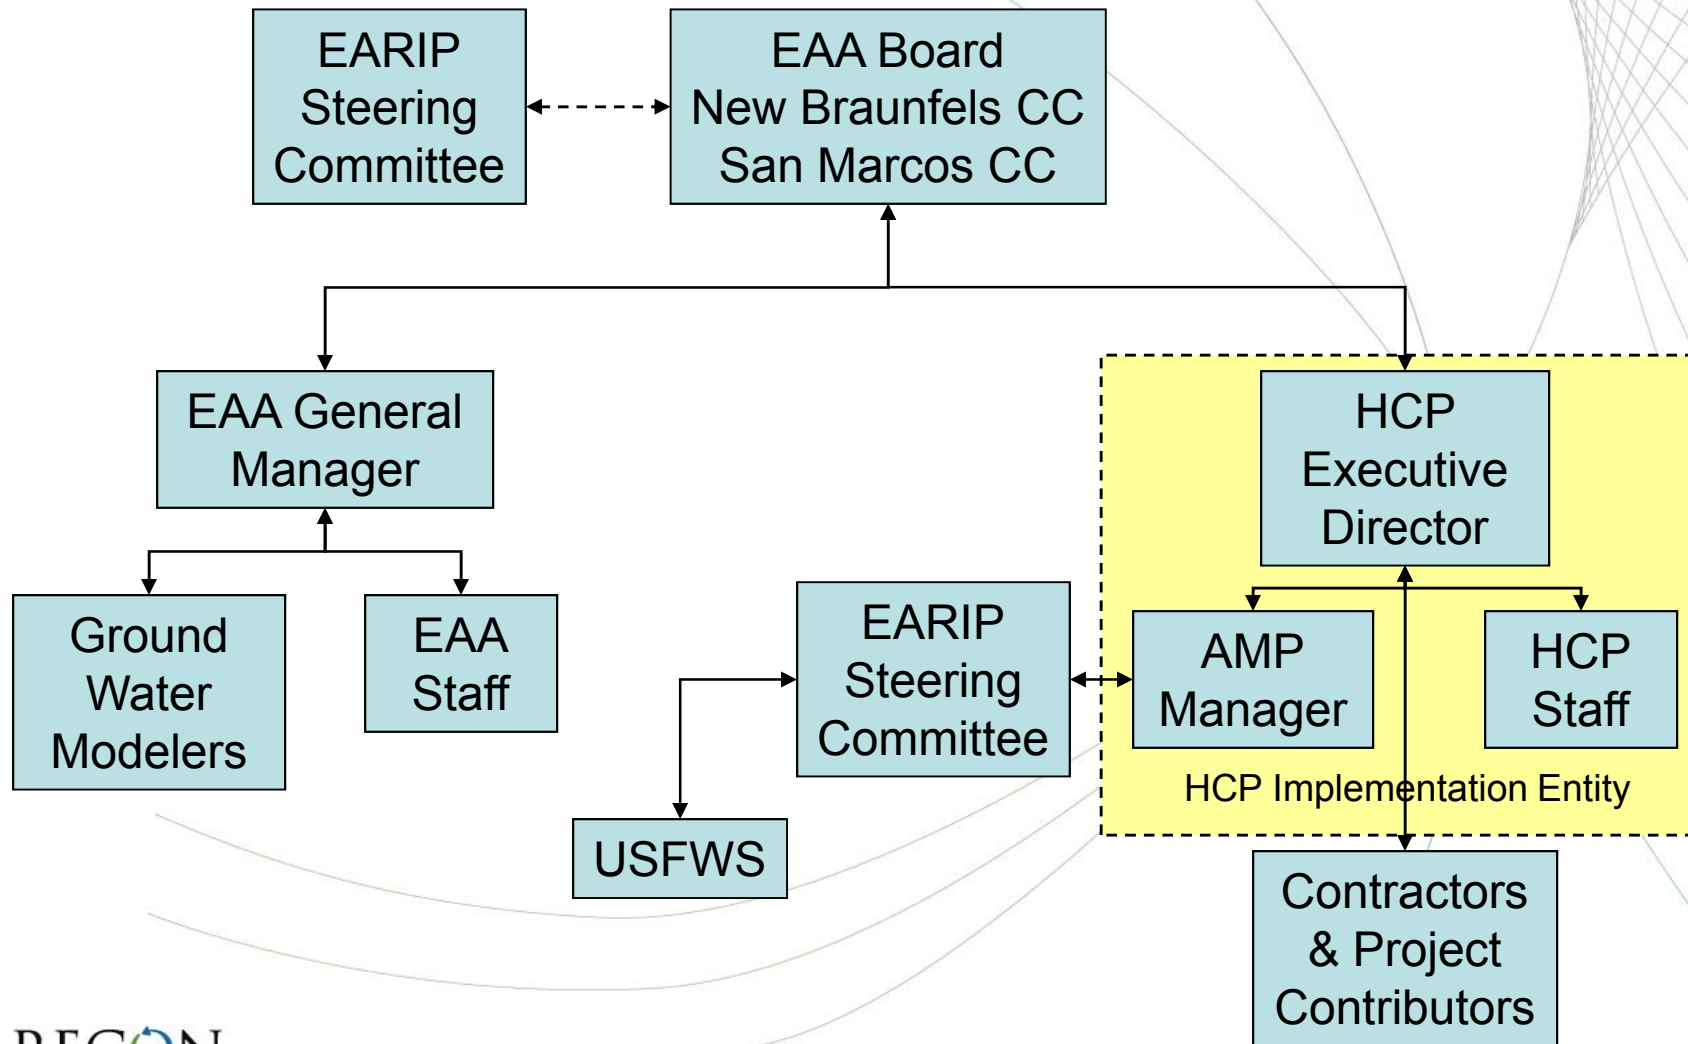 EARIP
Steering
Committee
EAA Board
New Braunfels CC
San Marcos CC
EAA General
Manager
HCP
Executive
Director
Ground
Water
Modelers
EAA
Staff
EARIP
Steering
Committee
AMP
Manager
HCP
Staff
HCP Implementation Entity
USFWS
Contractors
& Project
Contributors
RECON